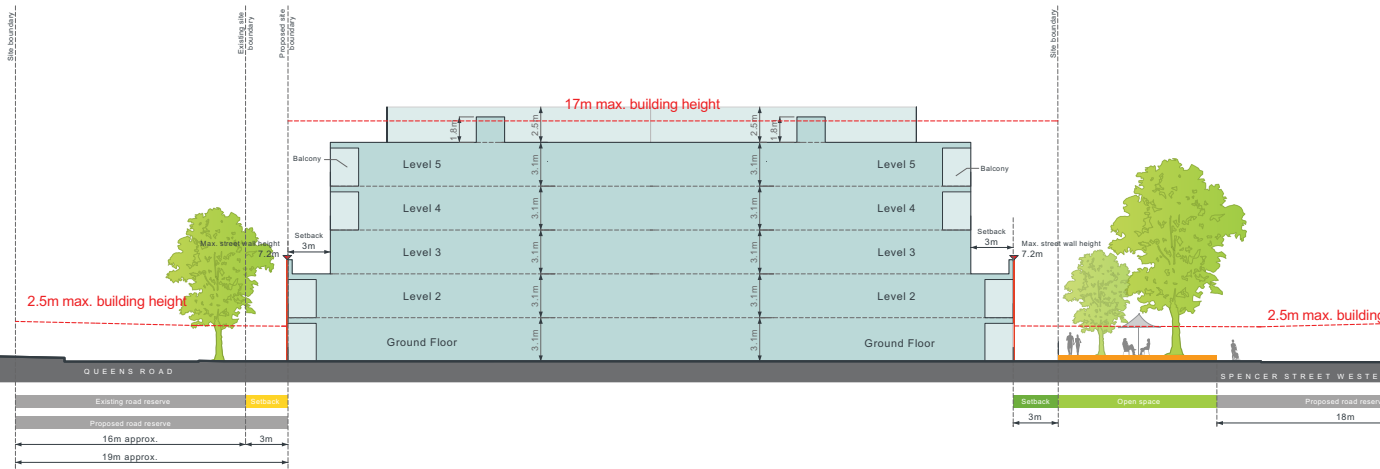 Site boundary
Existing site
boundary
Proposed site
boundary
Site boundary
17m max. building height
1.8m
2.5m
2.5m
1.8m
Balcony
Level 5
3.1m
3.1m
Level 5
Balcony
Level 4
3.1m
3.1m
Level 4
Max. street wall height
7.2m
Setback
3m
Level 3
3.1m
3.1m
Level 3
Setback
3m
Max. street wall height
7.2m
2.5m max. building height
Level 2
3.1m
3.1m
Level 2
2.5m max. building
Ground Floor
3.1m
3.1m
Ground Floor
QUEENS ROAD
SPENCER STREET WESTE
Existing road reserve
Setback
Setback
Open space
Proposed road reserv
Proposed road reserve
3m
18m
16m approx.
3m
19m approx.